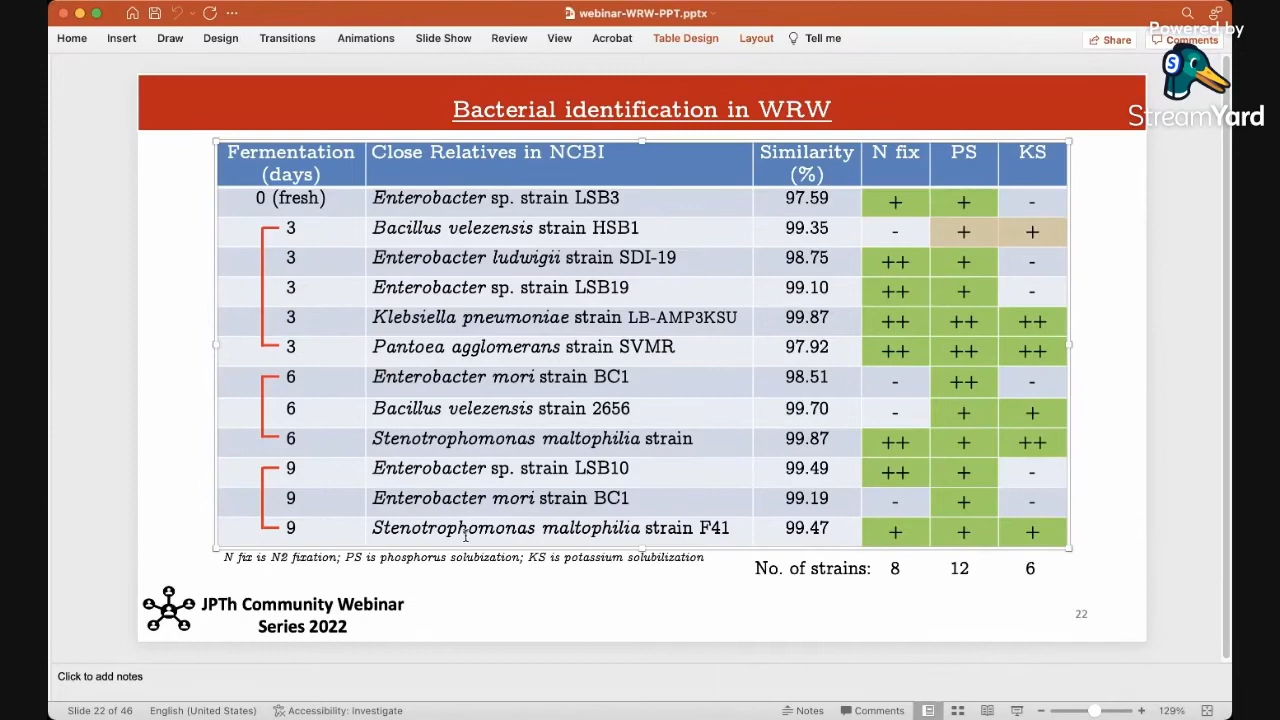 webinar-WRW-PPT.pptx
Powered by
Home Insert Draw Design Transitions Animations Slide Show Review View Acrobat Table Design Layout Tell me Share Comments
StreamYard
Bacterial identification in WRW
Fermentation (days) Close Relatives in NCBI Similarity (%) N fix PS KS
0 (fresh) Enterobacter sp. strain LSB3 97.59 + + -
3 Bacillus velezensis strain HSB1 99.35 - + +
3 Enterobacter ludwigii strain SDI-19 98.75 ++ + -
3 Enterobacter sp. strain LSB19 99.10 ++ + -
3 Klebsiella pneumoniae strain LB-AMP3KSU 99.87 ++ ++ ++
3 Pantoea agglomerans strain SVMR 97.92 ++ ++ ++
6 Enterobacter mori strain BC1 98.51 - ++ -
6 Bacillus velezensis strain 2656 99.70 - + +
6 Stenotrophomonas maltophilia strain 99.87 ++ + ++
9 Enterobacter sp. strain LSB10 99.49 ++ + -
9 Enterobacter mori strain BC1 99.19 - + -
9 Stenotrophomonas maltophilia strain F41 99.47 + + +
N fix is N2 fixation; PS is phosphorus solubization; KS is potassium solubilization
No. of strains: 8 12 6
JPTh Community Webinar
Series 2022
22
Click to add notes
Slide 22 of 46 English (United States) Accessibility: Investigate Notes Comments 129%